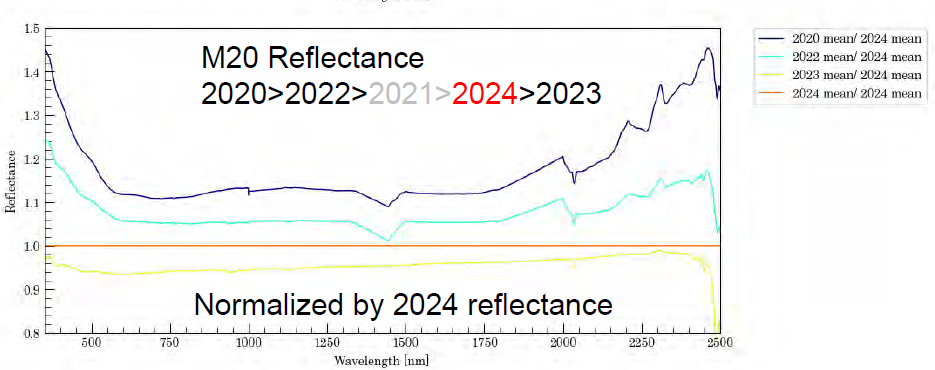 1.5
M20 Reflectance
2020>2022>2021>2024>2023
1.4
1.3
1.2
1.1
1.0
0.9
0.8
Reflectance
Normalized by 2024 reflectance
500
750
1000
1250
1500
1750
2000
2250
2500
Wavelength [nm]
2020 mean/ 2024 mean
2022 mean/ 2024 mean
2023 mean/ 2024 mean
2024 mean/ 2024 mean